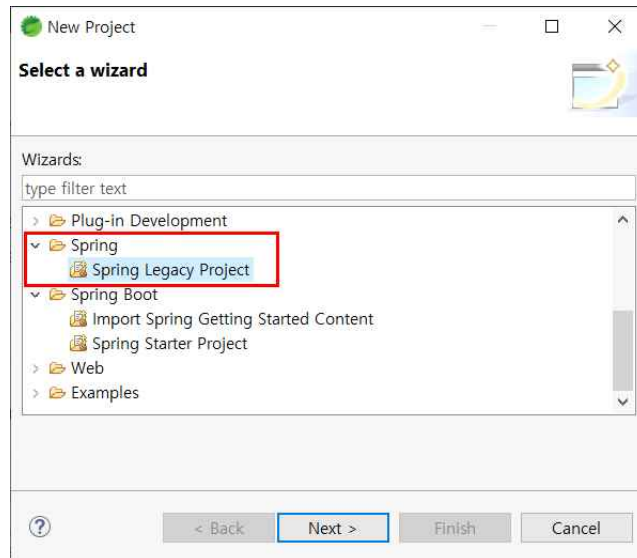 New Project
Select a wizard
Wizards:
type filter text
Plug-in Development
Spring
Spring Legacy Project
Spring Boot
Import Spring Getting Started Content
Spring Starter Project
Web
Examples
< Back Next > Finish Cancel